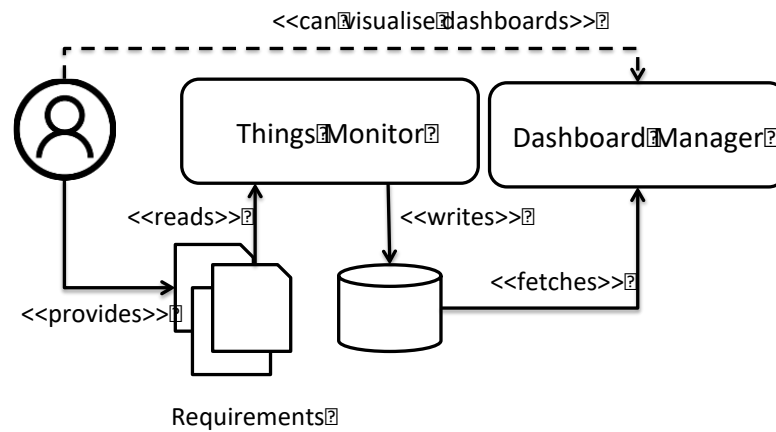 <<can visualise dashboards>>
Things Monitor
Dashboard Manager
<<reads>>
<<writes>>
<<fetches>>
<<provides>>
Requirements